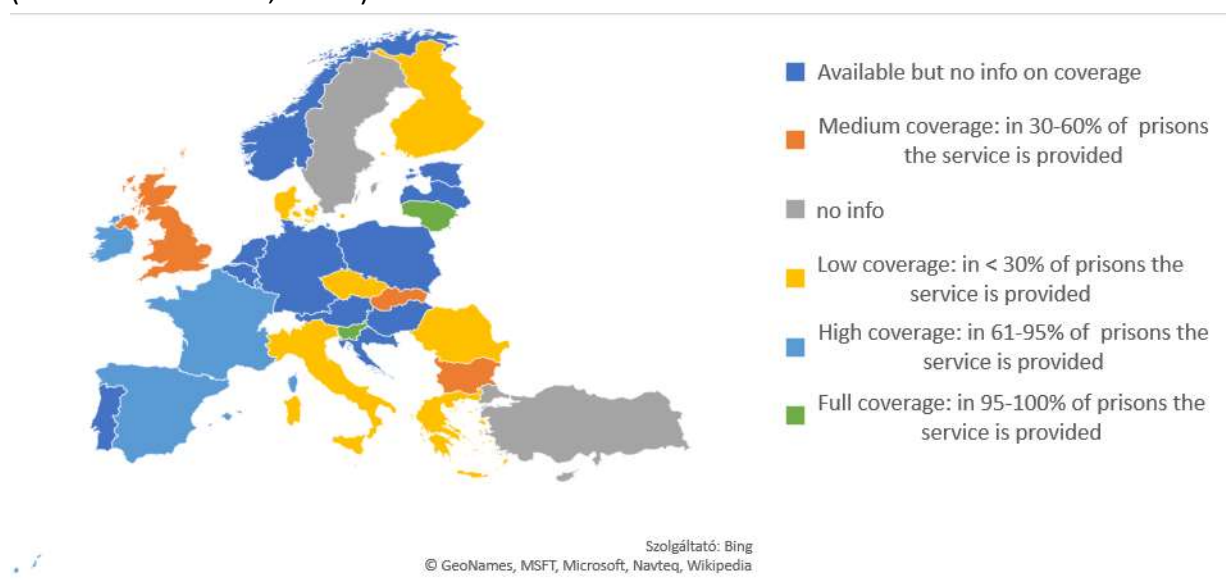 Available but no info on coverage
Medium coverage: in 30-60% of prisons
the service is provided
no info
Low coverage: in < 30% of prisons the
service is provided
High coverage: in 61-95% of prisons the
service is provided
Full coverage: in 95-100% of prisons the
service is provided
Szolgáltató: Bing
© GeoNames, MSFT, Microsoft, Navteq, Wikipedia